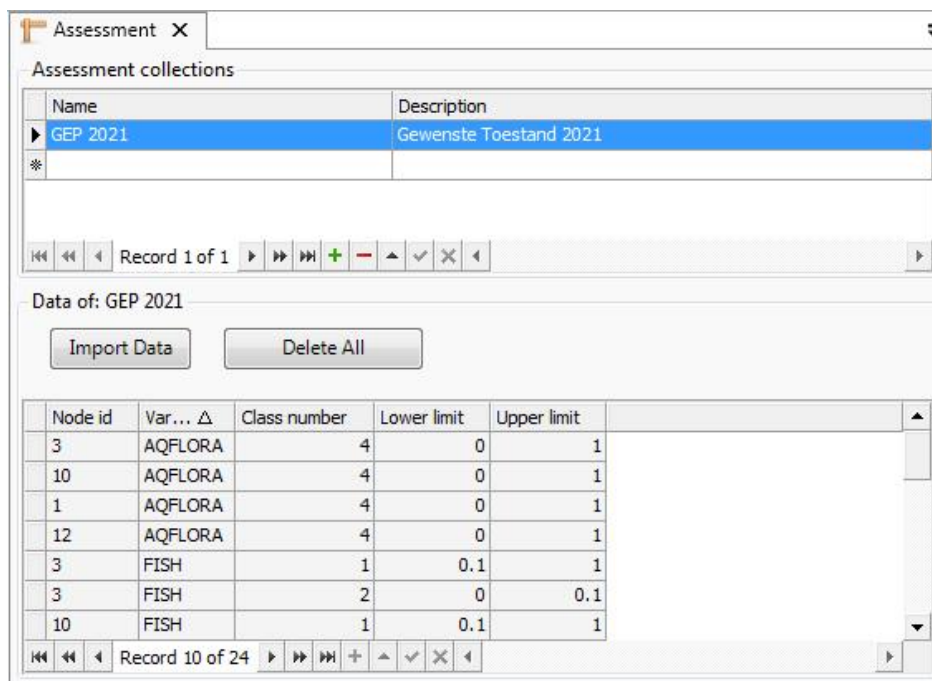 Assessment X
Assessment collections
Name Description
GEP 2021 Gewenste Toestand 2021
Record 1 of 1
Data of: GEP 2021
Import Data Delete All
Node id Var... Δ Class number Lower limit Upper limit
3 AQFLORA 4 0 1
10 AQFLORA 4 0 1
1 AQFLORA 4 0 1
12 AQFLORA 4 0 1
3 FISH 1 0.1 1
3 FISH 2 0 0.1
10 FISH 1 0.1 1
Record 10 of 24